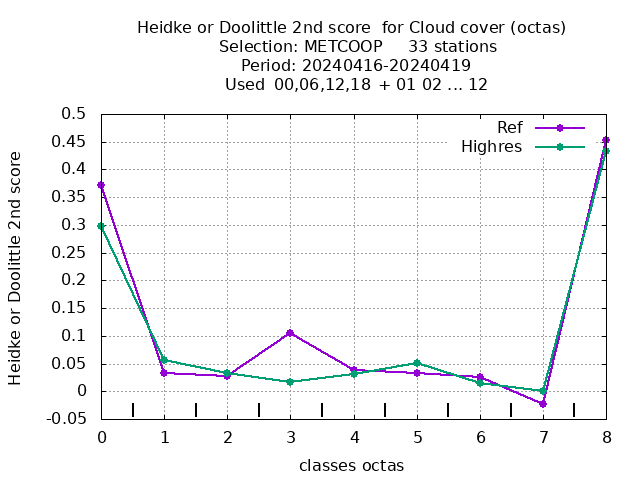 Heidke or Doolittle 2nd score  for Cloud cover (octas)
Selection: METCOOP     33 stations
Period: 20240416-20240419
Used  00,06,12,18 + 01 02 ... 12
Heidke or Doolittle 2nd score
0.5
0.45
0.4
0.35
0.3
0.25
0.2
0.15
0.1
0.05
0
-0.05
Ref
Highres
0 1 2 3 4 5 6 7 8
classes octas